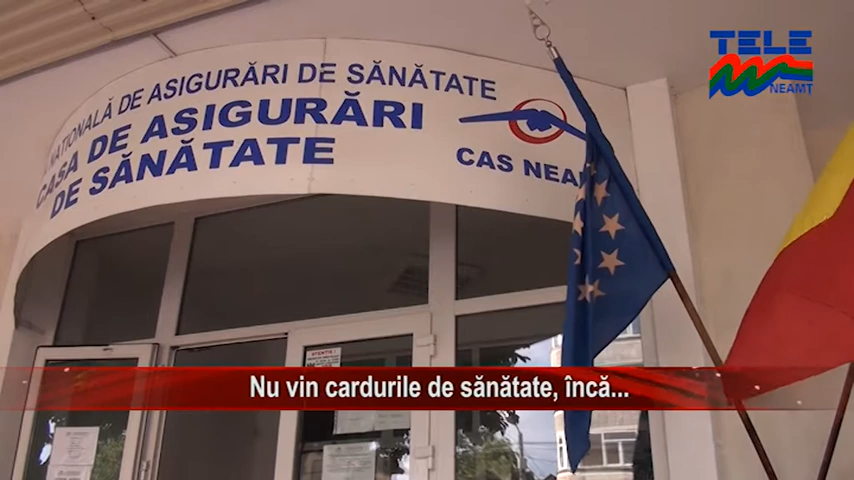 TELE
NEAMT
NAȚIONALĂ DE ASIGURĂRI DE SĂNĂTATE
CASA DE ASIGURĂRI
DE SĂNĂTATE
CAS NEAM
ATENTIE!
Nu vin cardurile de sănătate, încă...